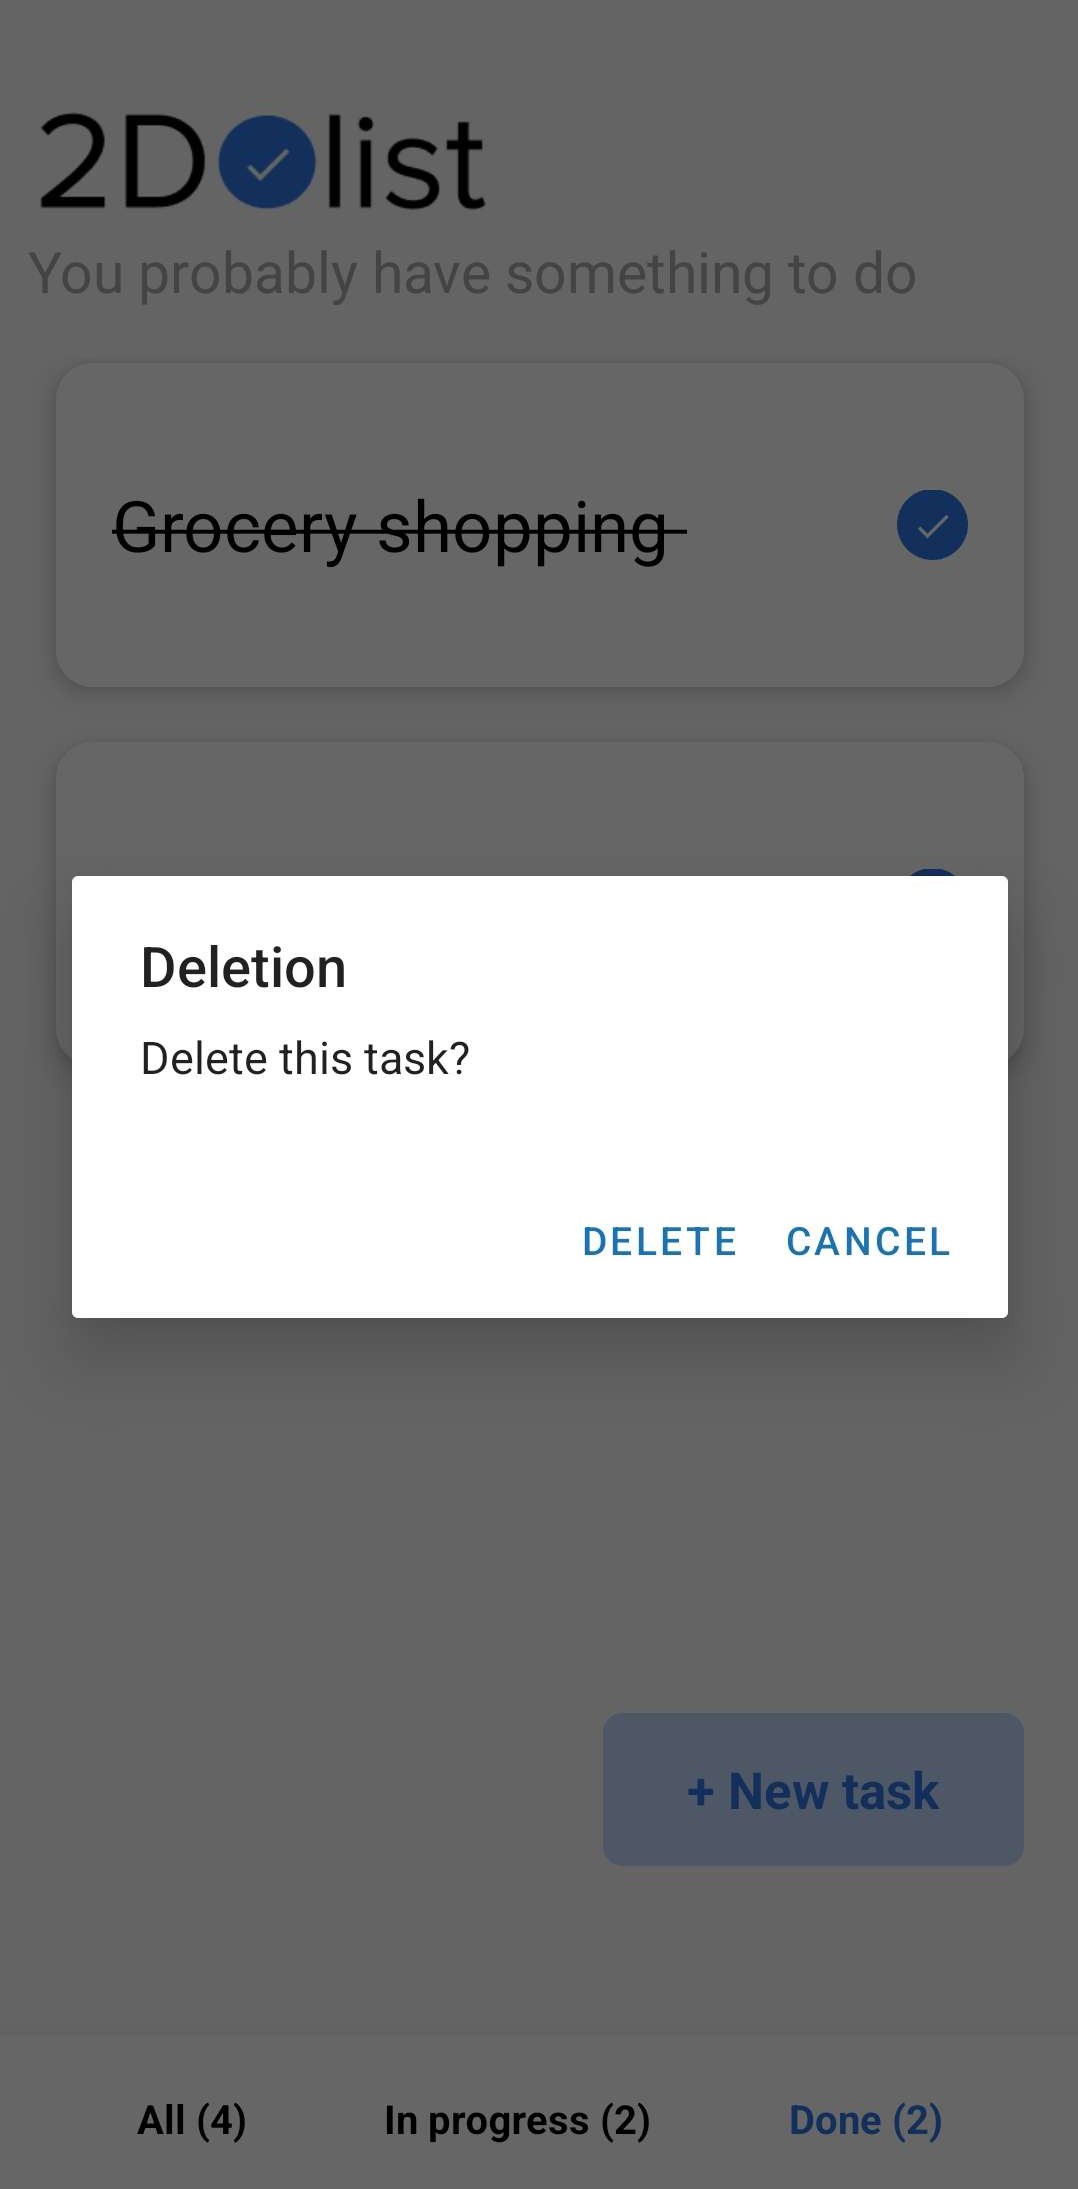 2D✓list
You probably have something to do
Grocery shopping
Deletion
Delete this task?
DELETE CANCEL
+ New task
All (4) In progress (2) Done (2)